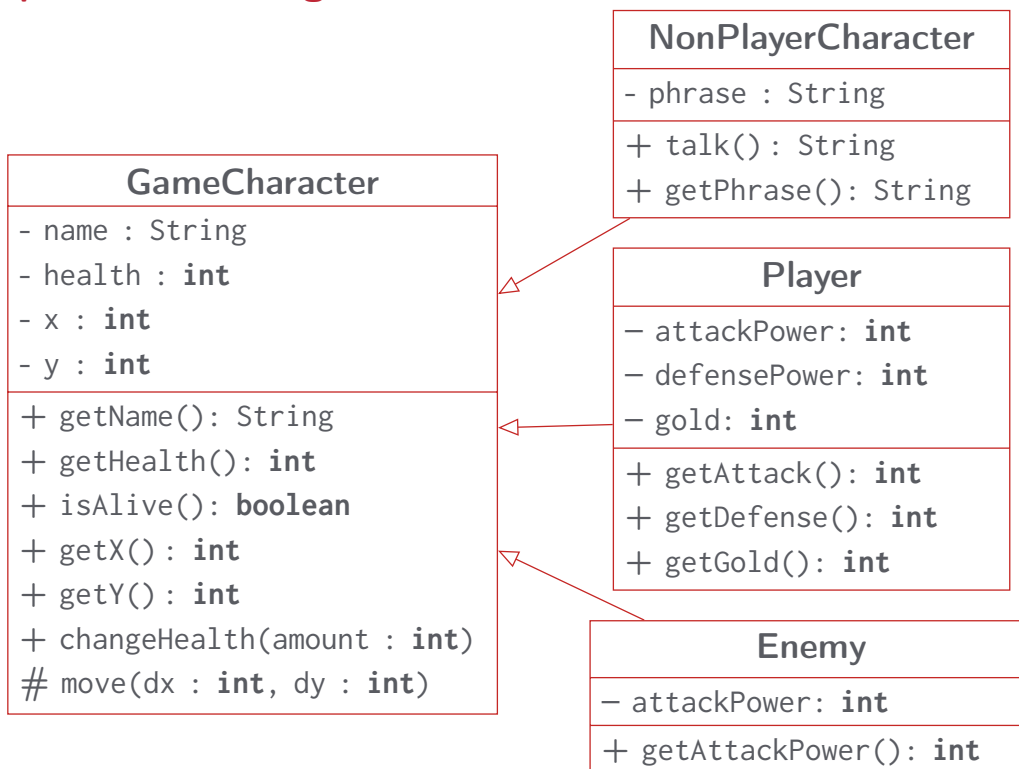 GameCharacter
- name : String
- health : int
- x : int
- y : int
+ getName(): String
+ getHealth(): int
+ isAlive(): boolean
+ getX() : int
+ getY() : int
+ changeHealth(amount : int)
# move(dx : int, dy : int)
NonPlayerCharacter
- phrase : String
+ talk() : String
+ getPhrase(): String
Player
− attackPower: int
− defensePower: int
− gold: int
+ getAttack(): int
+ getDefense(): int
+ getGold(): int
Enemy
− attackPower: int
+ getAttackPower(): int